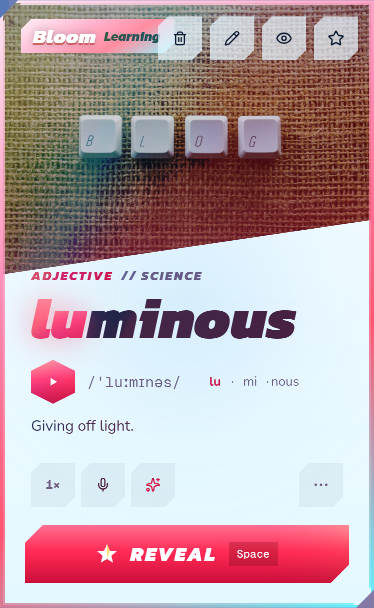 Bloom Learning
B L O G
ADJECTIVE // SCIENCE
luminous
/ˈluːmɪnəs/ lu · mi · nous
Giving off light.
1×
...
REVEAL Space